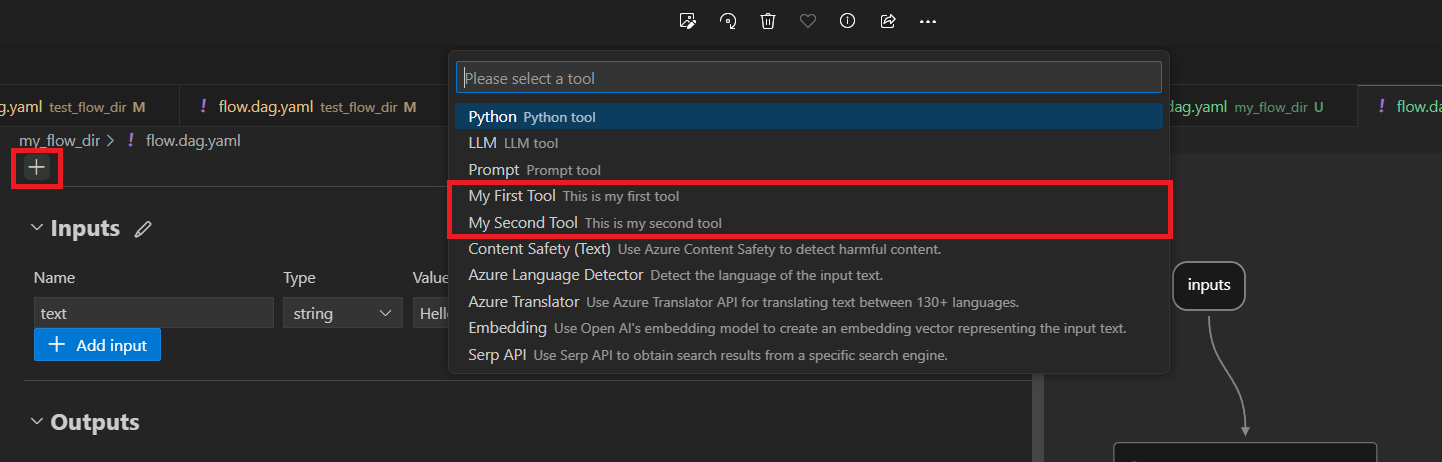 Please select a tool
g.yaml test_flow_dir M
! flow.dag.yaml test_flow_dir M
dag.yaml my_flow_dir U
! flow.da
my_flow_dir > ! flow.dag.yaml
Python Python tool
LLM LLM tool
Prompt Prompt tool
My First Tool This is my first tool
My Second Tool This is my second tool
Content Safety (Text) Use Azure Content Safety to detect harmful content.
Azure Language Detector Detect the language of the input text.
Azure Translator Use Azure Translator API for translating text between 130+ languages.
Embedding Use Open AI's embedding model to create an embedding vector representing the input text.
Serp API Use Serp API to obtain search results from a specific search engine.
Inputs
Name Type Value
text string Hell
+ Add input
Outputs
inputs